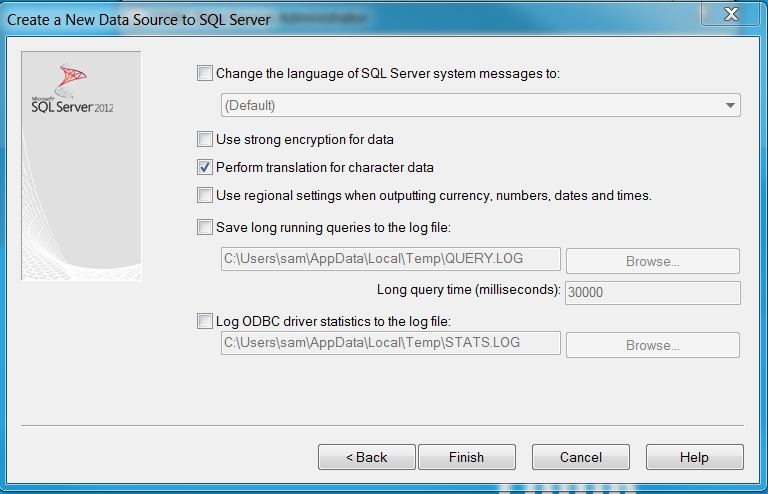 Create a New Data Source to SQL Server
Microsoft
SQL Server 2012
Change the language of SQL Server system messages to:
(Default)
Use strong encryption for data
Perform translation for character data
Use regional settings when outputting currency, numbers, dates and times.
Save long running queries to the log file:
C:\Users\sam\AppData\Local\Temp\QUERY.LOG Browse...
Long query time (milliseconds): 30000
Log ODBC driver statistics to the log file:
C:\Users\sam\AppData\Local\Temp\STATS.LOG Browse...
< Back Finish Cancel Help